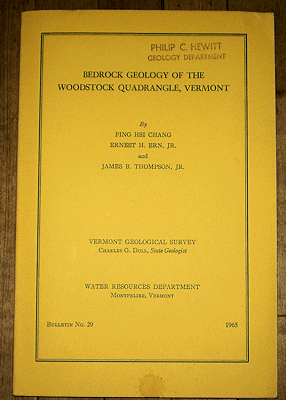 PHILIP C. HEWITT
GEOLOGY DEPARTMENT
BEDROCK GEOLOGY OF THE
WOODSTOCK QUADRANGLE, VERMONT
By
PING HSI CHANG
ERNEST H. ERN, JR.
and
JAMES B. THOMPSON, JR.
VERMONT GEOLOGICAL SURVEY
CHARLES G. DOLL, State Geologist
WATER RESOURCES DEPARTMENT
MONTPELIER, VERMONT
BULLETIN NO. 29 1965